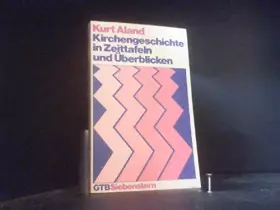 Kurt Aland
Kirchengeschichte
in Zeittafeln
und Überblicken
GTB Siebenstern